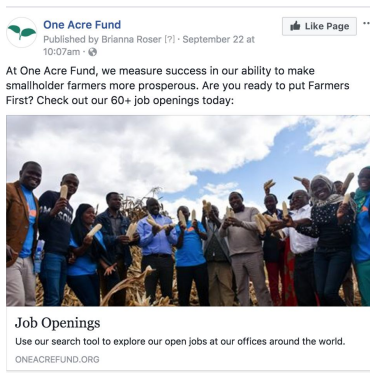 One Acre Fund
Like Page
Published by Brianna Roser [?] · September 22 at
10:07am ·
At One Acre Fund, we measure success in our ability to make
smallholder farmers more prosperous. Are you ready to put Farmers
First? Check out our 60+ job openings today:
Job Openings
Use our search tool to explore our open jobs at our offices around the world.
ONEACREFUND.ORG